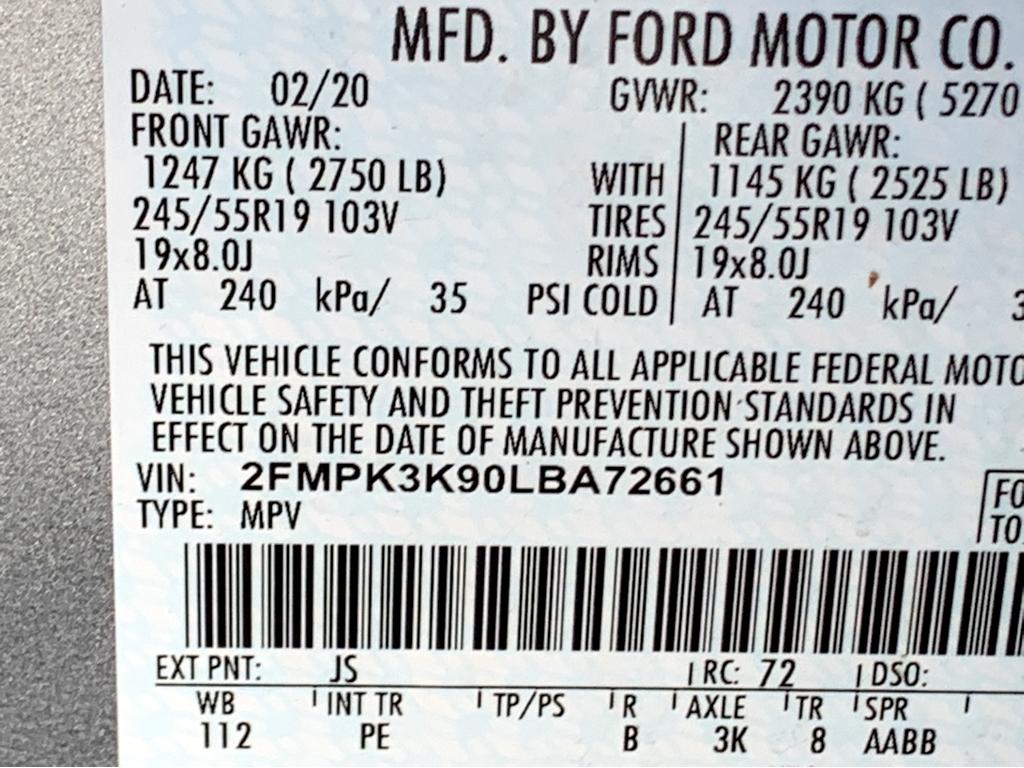 MFD. BY FORD MOTOR CO.
DATE: 02/20 GVWR: 2390 KG ( 5270
FRONT GAWR: REAR GAWR:
1247 KG ( 2750 LB) WITH 1145 KG ( 2525 LB)
245/55R19 103V TIRES 245/55R19 103V
19x8.0J RIMS 19x8.0J
AT 240 kPa/ 35 PSI COLD AT 240 kPa/ 3
THIS VEHICLE CONFORMS TO ALL APPLICABLE FEDERAL MOTO
VEHICLE SAFETY AND THEFT PREVENTION STANDARDS IN
EFFECT ON THE DATE OF MANUFACTURE SHOWN ABOVE.
VIN: 2FMPK3K90LBA72661
FO
TYPE: MPV TO
EXT PNT: JS RC: 72 DSO:
WB INT TR TP/PS R AXLE TR SPR
112 PE B 3K 8 AABB